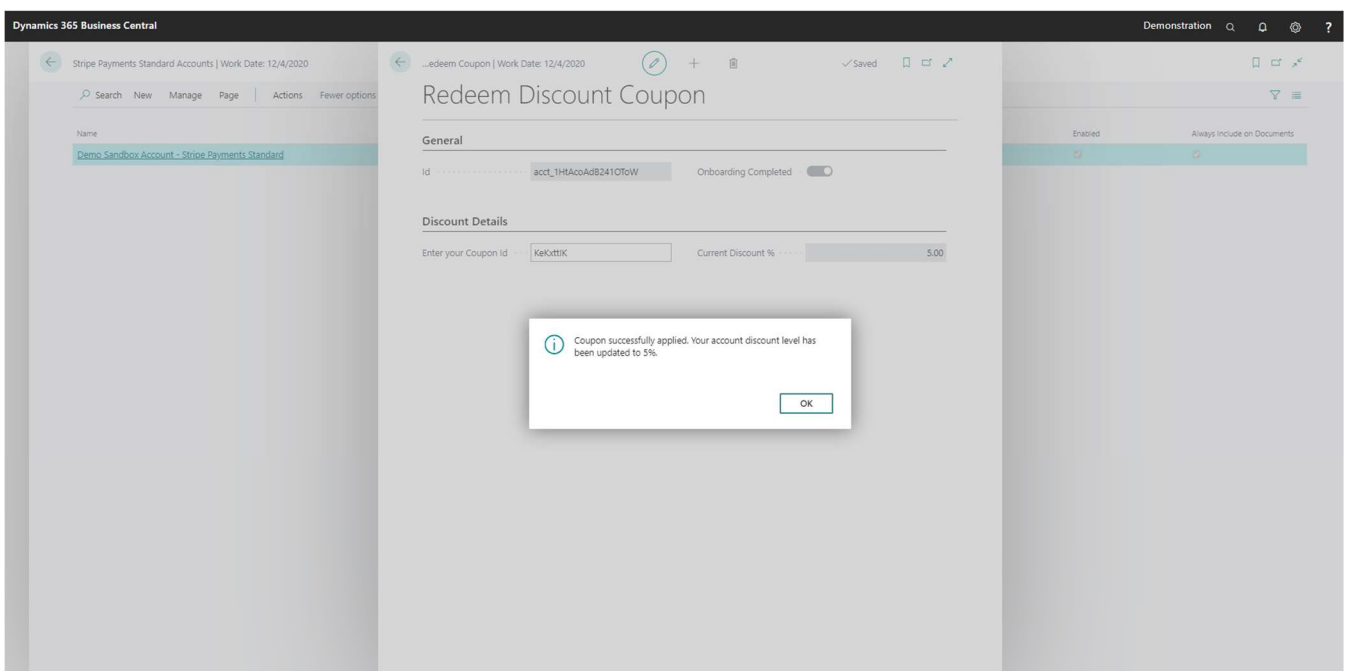 Dynamics 365 Business Central
Demonstration
?
Stripe Payments Standard Accounts | Work Date: 12/4/2020
...edeem Coupon | Work Date: 12/4/2020
Saved
Search New Manage Page Actions Fewer options
Redeem Discount Coupon
Name
Enabled
Always Include on Documents
Demo Sandbox Account - Stripe Payments Standard
General
Id
acct_1HtAcoAdB241OToW
Onboarding Completed
Discount Details
Enter your Coupon Id
KeKxttIK
Current Discount %
5.00
Coupon successfully applied. Your account discount level has
been updated to 5%.
OK